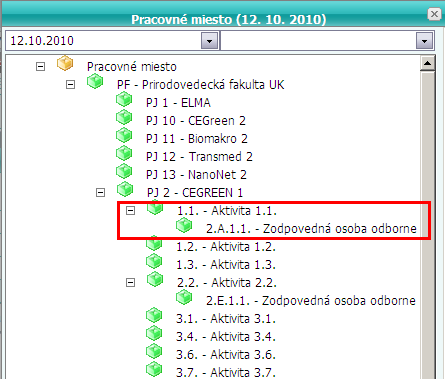 Pracovné miesto (12. 10. 2010)
12.10.2010
Pracovné miesto
PF - Prirodovedecká fakulta UK
PJ 1 - ELMA
PJ 10 - CEGreen 2
PJ 11 - Biomakro 2
PJ 12 - Transmed 2
PJ 13 - NanoNet 2
PJ 2 - CEGREEN 1
1.1. - Aktivita 1.1.
2.A.1.1. - Zodpovedná osoba odborne
1.2. - Aktivita 1.2.
1.3. - Aktivita 1.3.
2.2. - Aktivita 2.2.
2.E.1.1. - Zodpovedná osoba odborne
3.1. - Aktivita 3.1.
3.4. - Aktivita 3.4.
3.6. - Aktivita 3.6.
3.7. - Aktivita 3.7.